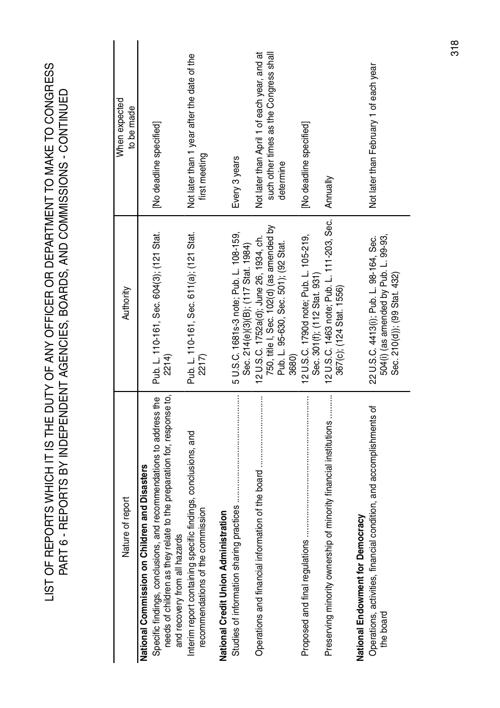 LIST OF REPORTS WHICH IT IS THE DUTY OF ANY OFFICER OR DEPARTMENT TO MAKE TO CONGRESS
PART 6 - REPORTS BY INDEPENDENT AGENCIES, BOARDS, AND COMMISSIONS - CONTINUED
Nature of report
Authority
When expected
to be made
National Commission on Children and Disasters
Specific findings, conclusions, and recommendations to address the
needs of children as they relate to the preparation for, response to,
and recovery from all hazards
Pub. L. 110-161, Sec. 604(3); (121 Stat.
2214)
[No deadline specified]
Interim report containing specific findings, conclusions, and
recommendations of the commission
Pub. L. 110-161, Sec. 611(a); (121 Stat.
2217)
Not later than 1 year after the date of the
first meeting
National Credit Union Administration
Studies of information sharing practices
5 U.S.C. 1681s-3 note; Pub. L. 108-159,
Sec. 214(e)(3)(B); (117 Stat. 1984)
Every 3 years
Operations and financial information of the board
12 U.S.C. 1752a(d); June 26, 1934, ch.
750, title I, Sec. 102(d) (as amended by
Pub. L. 95-630, Sec. 501); (92 Stat.
3680)
Not later than April 1 of each year, and at
such other times as the Congress shall
determine
Proposed and final regulations
12 U.S.C. 1790d note; Pub. L. 105-219,
Sec. 301(f); (112 Stat. 931)
[No deadline specified]
Preserving minority ownership of minority financial institutions
12 U.S.C. 1463 note; Pub. L. 111-203, Sec.
367(c); (124 Stat. 1556)
Annually
National Endowment for Democracy
Operations, activities, financial condition, and accomplishments of
the board
22 U.S.C. 4413(i); Pub. L. 98-164, Sec.
504(i) (as amended by Pub. L. 99-93,
Sec. 210(d)); (99 Stat. 432)
Not later than February 1 of each year
318